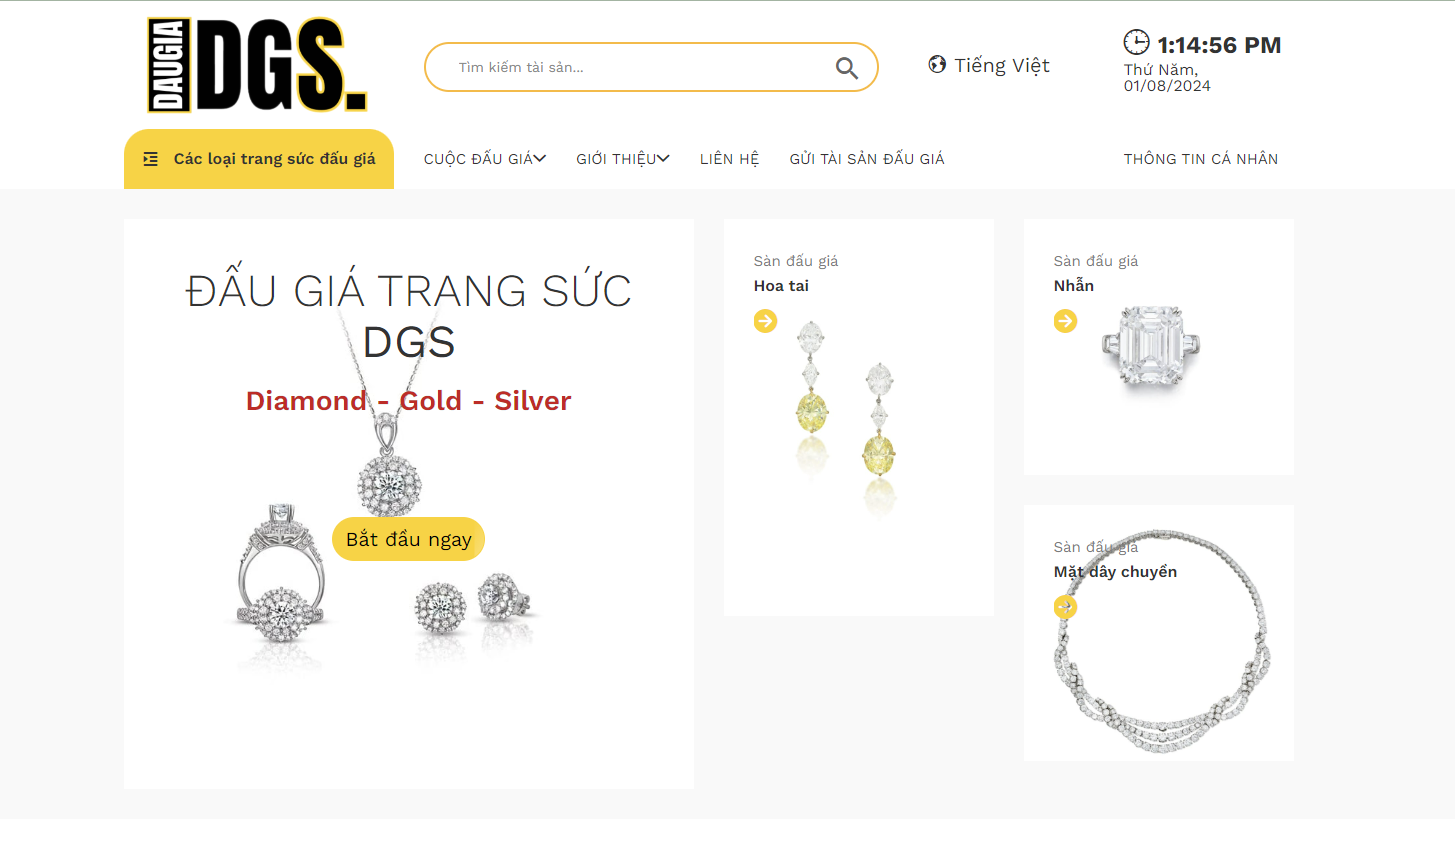 DAUGIA
DGS.
Tìm kiếm tài sản...
Tiếng Việt
1:14:56 PM
Thứ Năm,
01/08/2024
Các loại trang sức đấu giá
CUỘC ĐẤU GIÁ
GIỚI THIỆU
LIÊN HỆ
GỬI TÀI SẢN ĐẤU GIÁ
THÔNG TIN CÁ NHÂN
ĐẤU GIÁ TRANG SỨC
DGS
Diamond - Gold - Silver
Bắt đầu ngay
Sàn đấu giá
Hoa tai
Sàn đấu giá
Nhẫn
Sàn đấu giá
Mặt dây chuyền